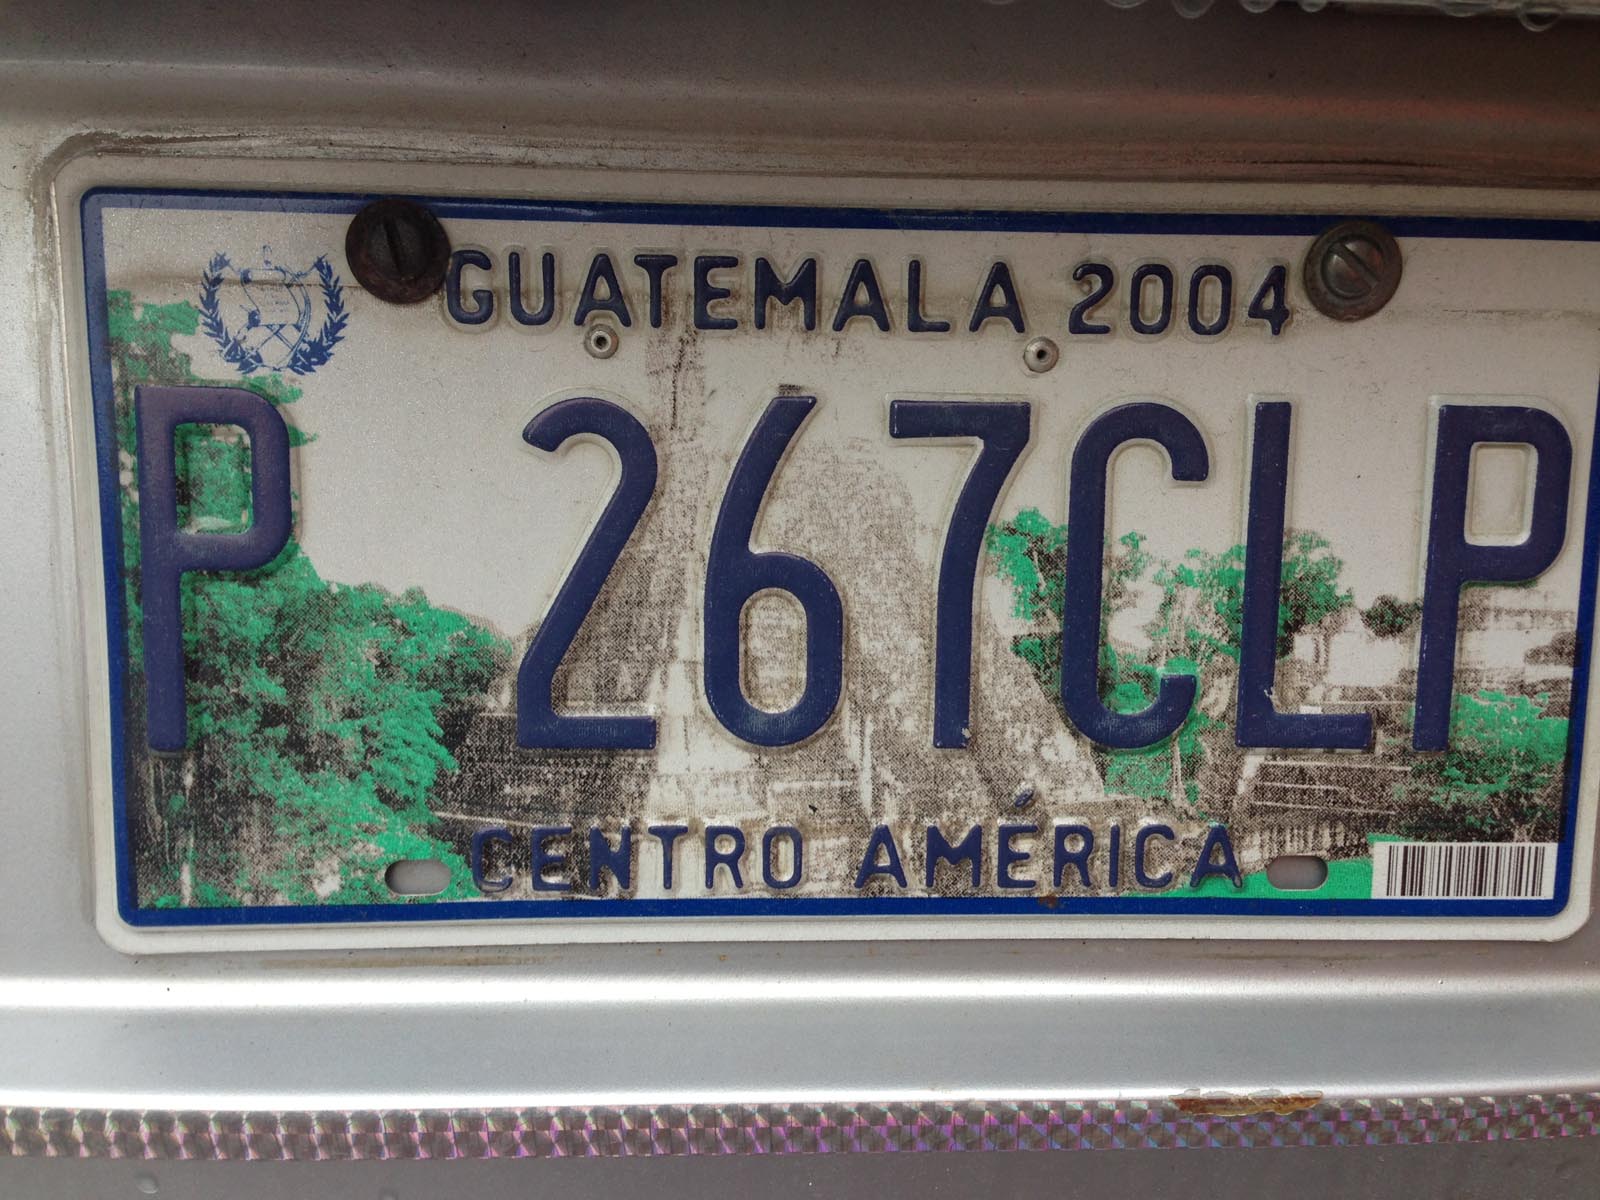 GUATEMALA 2004
P 267CLP
CENTRO AMÉRICA